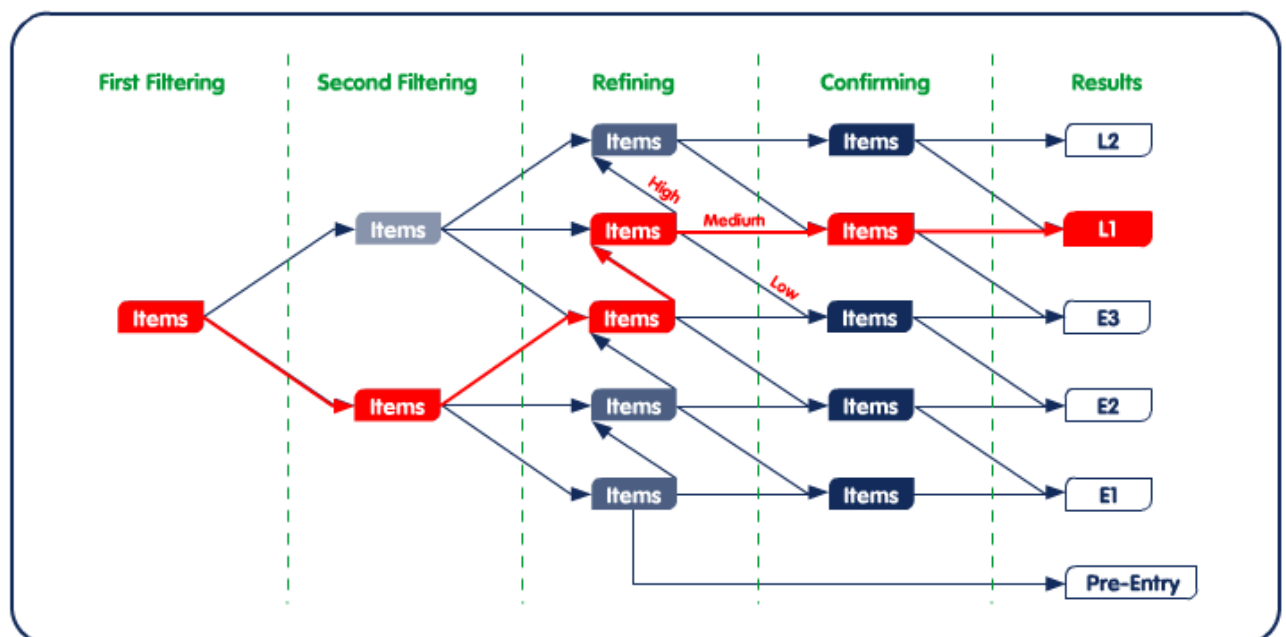 First Filtering Second Filtering Refining Confirming Results
Items Items L2
High
Items Items Medium Items L1
Low
Items Items Items E3
Items Items Items E2
Items Items E1
Pre-Entry